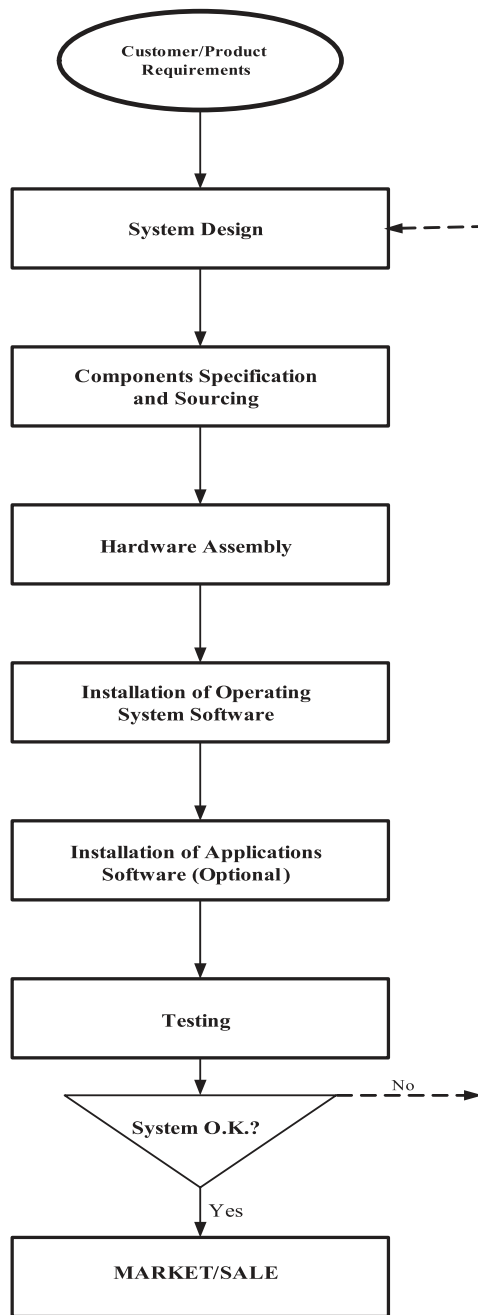 Customer/Product
Requirements
System Design
Components Specification
and Sourcing
Hardware Assembly
Installation of Operating
System Software
Installation of Applications
Software (Optional)
Testing
No
System O.K.?
Yes
MARKET/SALE